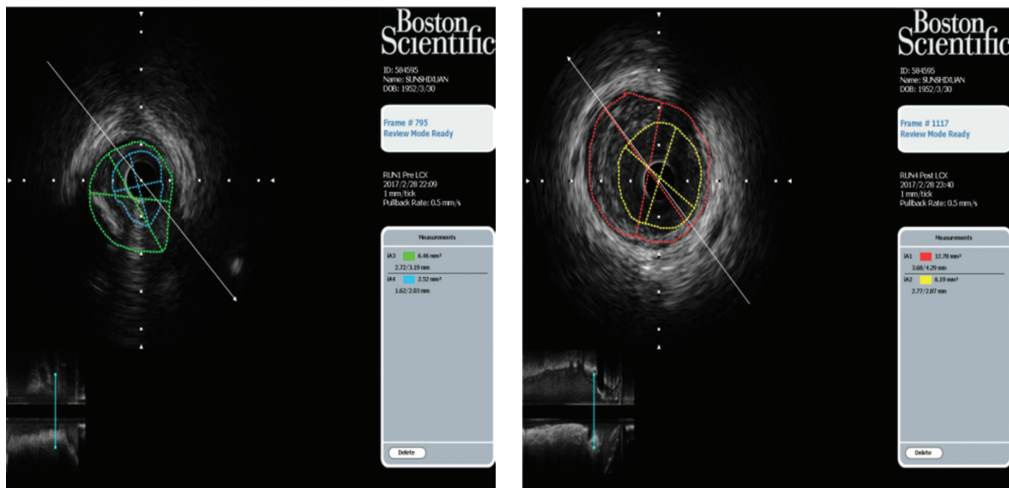 Boston
Scientific
ID: 584595
Name: SUNSHIXUAN
DOB: 1952/3/30
Frame # 795
Review Mode Ready
RUN1 Pre LCX
2017/2/28 22:09
1 mm/tick
Pullback Rate: 0.5 mm/s
Measurements
iA3 6.46 mm²
2.72/3.19 mm
iA4 2.52 mm²
1.62/2.03 mm
Delete
Boston
Scientific
ID: 584595
Name: SUNSHIXUAN
DOB: 1952/3/30
Frame # 1117
Review Mode Ready
RUN4 Post LCX
2017/2/28 23:40
1 mm/tick
Pullback Rate: 0.5 mm/s
Measurements
iA1 12.78 mm²
3.68/4.29 mm
iA2 6.19 mm²
2.77/2.87 mm
Delete